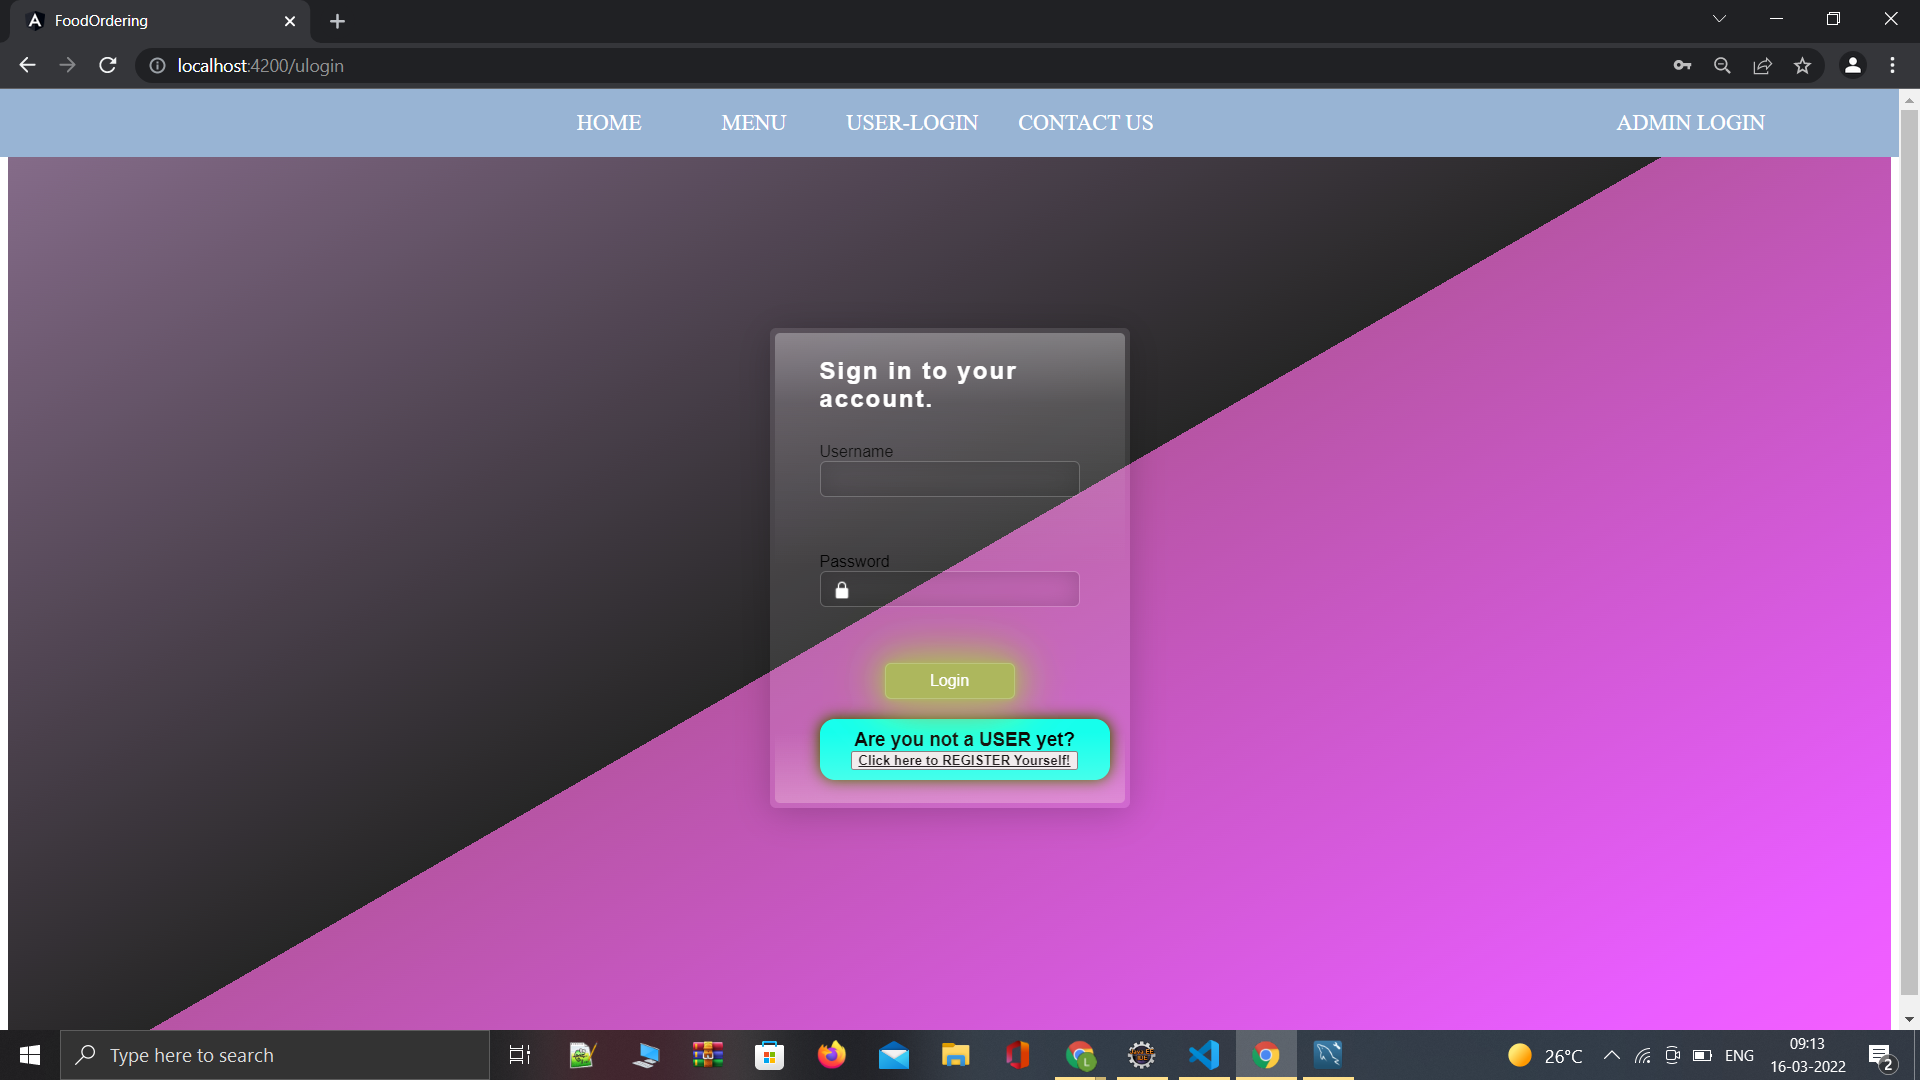 FoodOrdering
localhost:4200/ulogin
HOME MENU USER-LOGIN CONTACT US ADMIN LOGIN
Sign in to your
account.
Username
Password
Login
Are you not a USER yet?
Click here to REGISTER Yourself!
Type here to search
26°C
ENG
09:13
16-03-2022
2